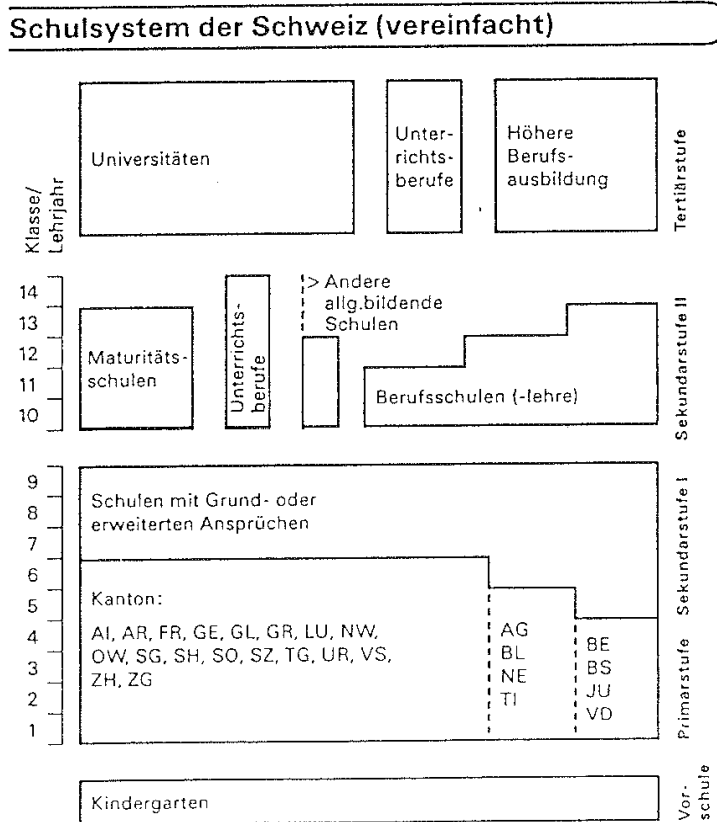 Schulsystem der Schweiz (vereinfacht)
Universitäten
Unter-
richts-
berufe
Höhere
Berufs-
ausbildung
Tertiärstufe
Klasse/
Lehrjahr
14
13
12
11
10
Maturitäts-
schulen
Unterrichts-
berufe
> Andere
allg.bildende
Schulen
Berufsschulen (-lehre)
Sekundarstufe II
9
8
7
6
5
4
3
2
1
Schulen mit Grund- oder
erweiterten Ansprüchen
Sekundarstufe I
Kanton:
AI, AR, FR, GE, GL, GR, LU, NW,
OW, SG, SH, SO, SZ, TG, UR, VS,
ZH, ZG
AG
BL
NE
TI
BE
BS
JU
VD
Primarstufe
Kindergarten
Vor-
schule